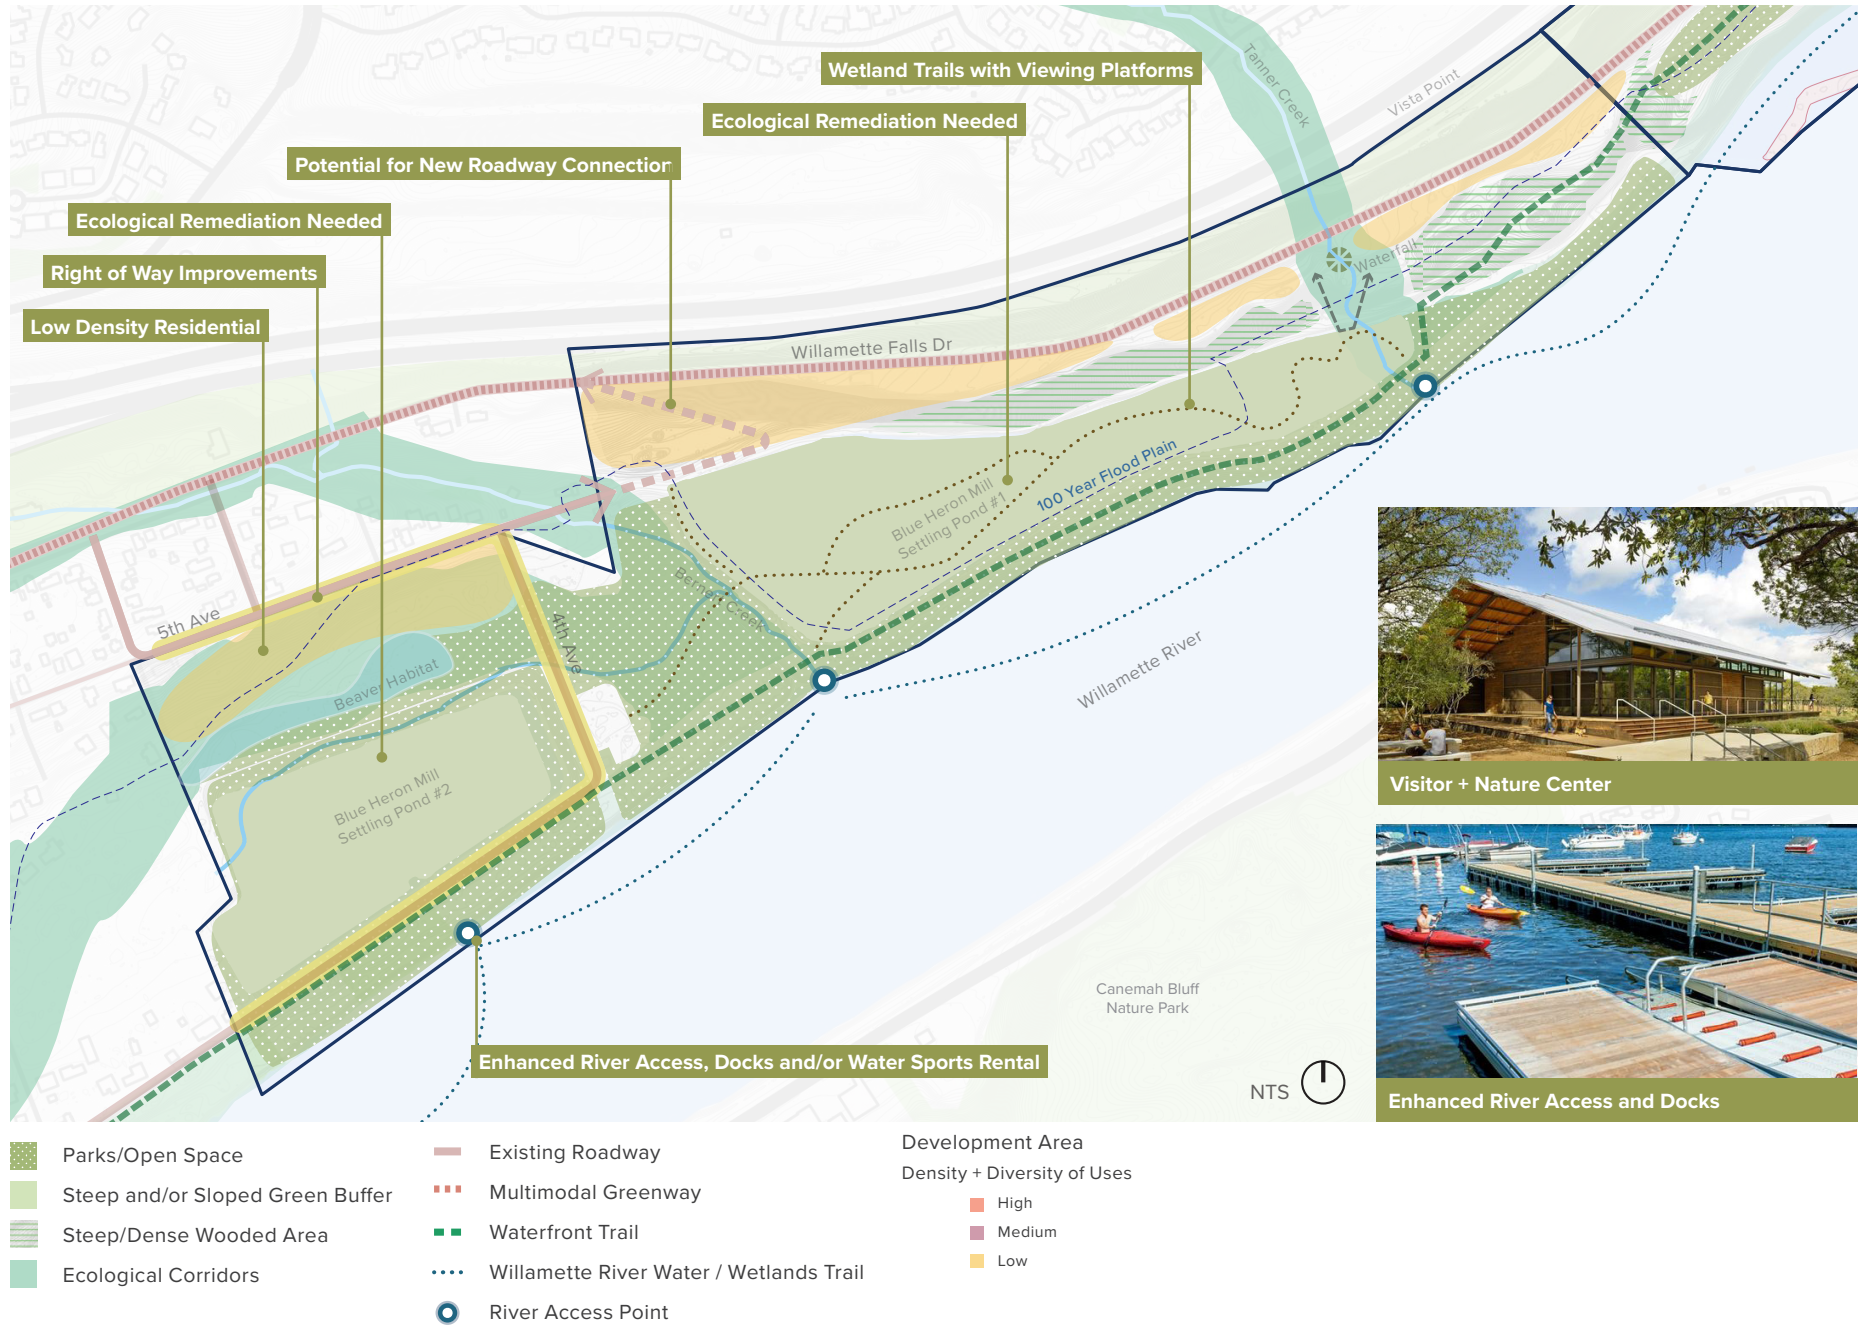 Wetland Trails with Viewing Platforms
Ecological Remediation Needed
Potential for New Roadway Connection
Ecological Remediation Needed
Right of Way Improvements
Low Density Residential
Tanner Creek
Vista Point
Waterfall
Willamette Falls Dr
100 Year Flood Plain
Blue Heron Mill
Settling Pond #1
Bernert Creek
5th Ave
4th Ave
Beaver Habitat
Blue Heron Mill
Settling Pond #2
Willamette River
Canemah Bluff
Nature Park
Enhanced River Access, Docks and/or Water Sports Rental
NTS
Visitor + Nature Center
Enhanced River Access and Docks
Parks/Open Space
Steep and/or Sloped Green Buffer
Steep/Dense Wooded Area
Ecological Corridors
Existing Roadway
Multimodal Greenway
Waterfront Trail
Willamette River Water / Wetlands Trail
River Access Point
Development Area
Density + Diversity of Uses
High
Medium
Low